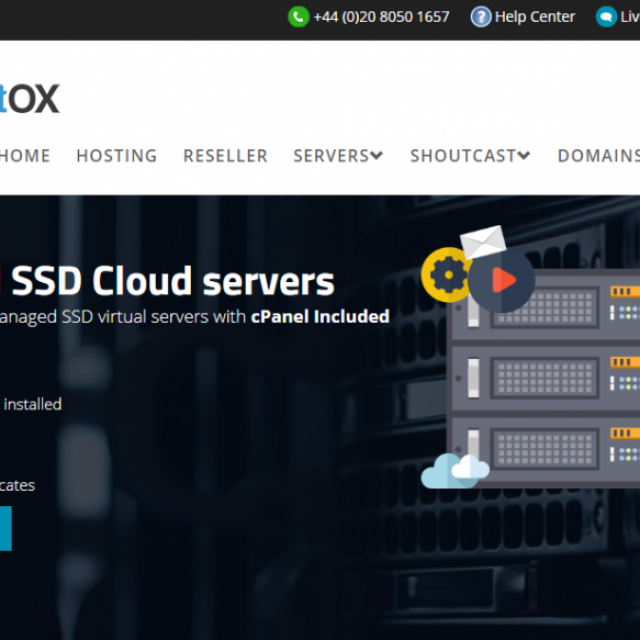 +44 (0)20 8050 1657 Help Center Liv
tOX
HOME HOSTING RESELLER SERVERS SHOUTCAST DOMAINS
SSD Cloud servers
anaged SSD virtual servers with cPanel Included
installed
cates